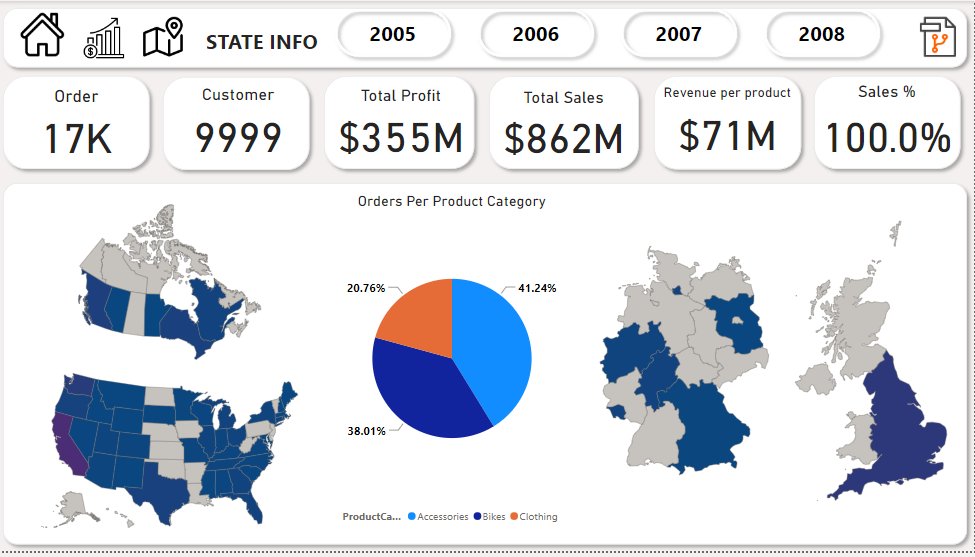 STATE INFO
2005
2006
2007
2008
Order
17K
Customer
9999
Total Profit
$355M
Total Sales
$862M
Revenue per product
$71M
Sales %
100.0%
Orders Per Product Category
20.76%
41.24%
38.01%
ProductCa... Accessories Bikes Clothing